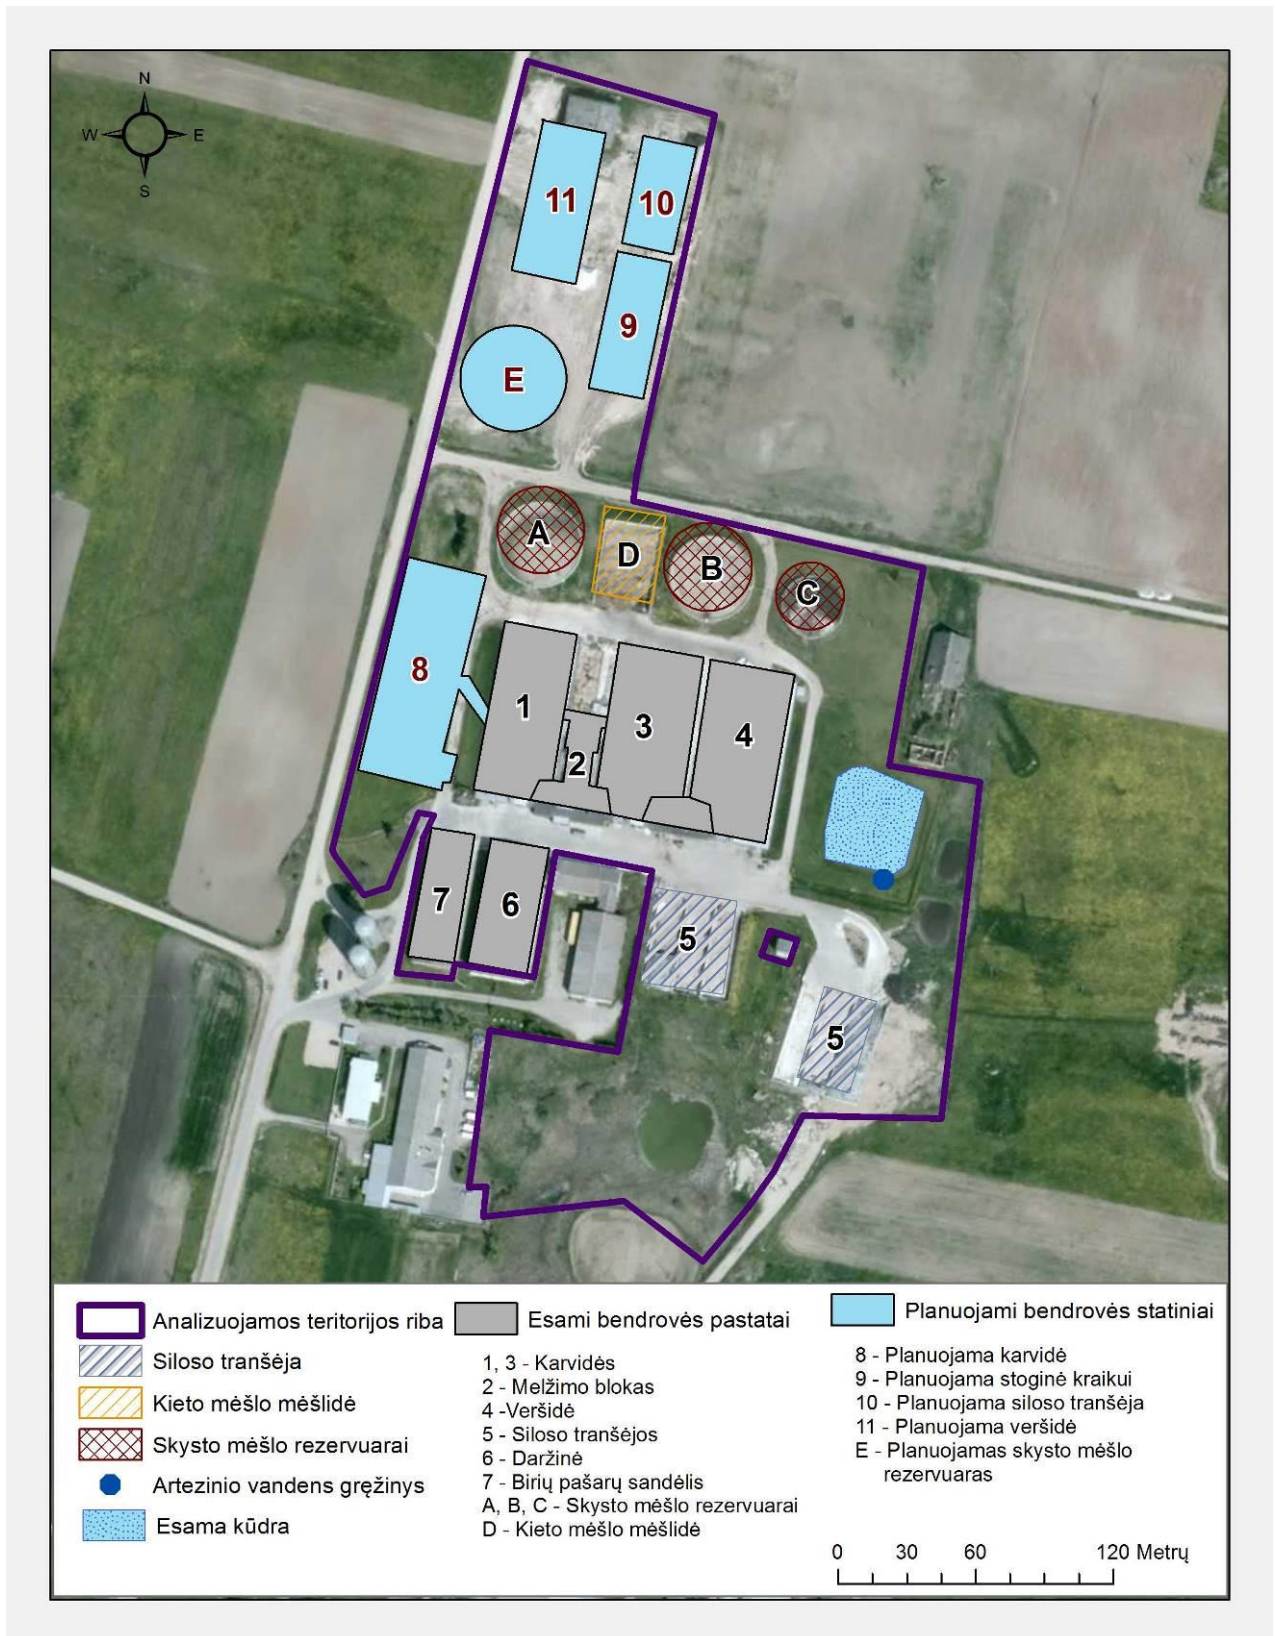 N
W E
S
11
10
9
E
A
D
B
C
8
1
3
4
2
7
6
5
5
Analizuojamos teritorijos riba
Siloso tranšėja
Kieto mėšlo mėšlidė
Skysto mėšlo rezervuarai
Artezinio vandens gręžinys
Esama kūdra
Esami bendrovės pastatai
1, 3 - Karvidės
2 - Melžimo blokas
4 -Veršidė
5 - Siloso tranšėjos
6 - Daržinė
7 - Birių pašarų sandėlis
A, B, C - Skysto mėšlo rezervuarai
D - Kieto mėšlo mėšlidė
Planuojami bendrovės statiniai
8 - Planuojama karvidė
9 - Planuojama stoginė kraikui
10 - Planuojama siloso tranšėja
11 - Planuojama veršidė
E - Planuojamas skysto mėšlo
rezervuaras
0 30 60 120 Metrų